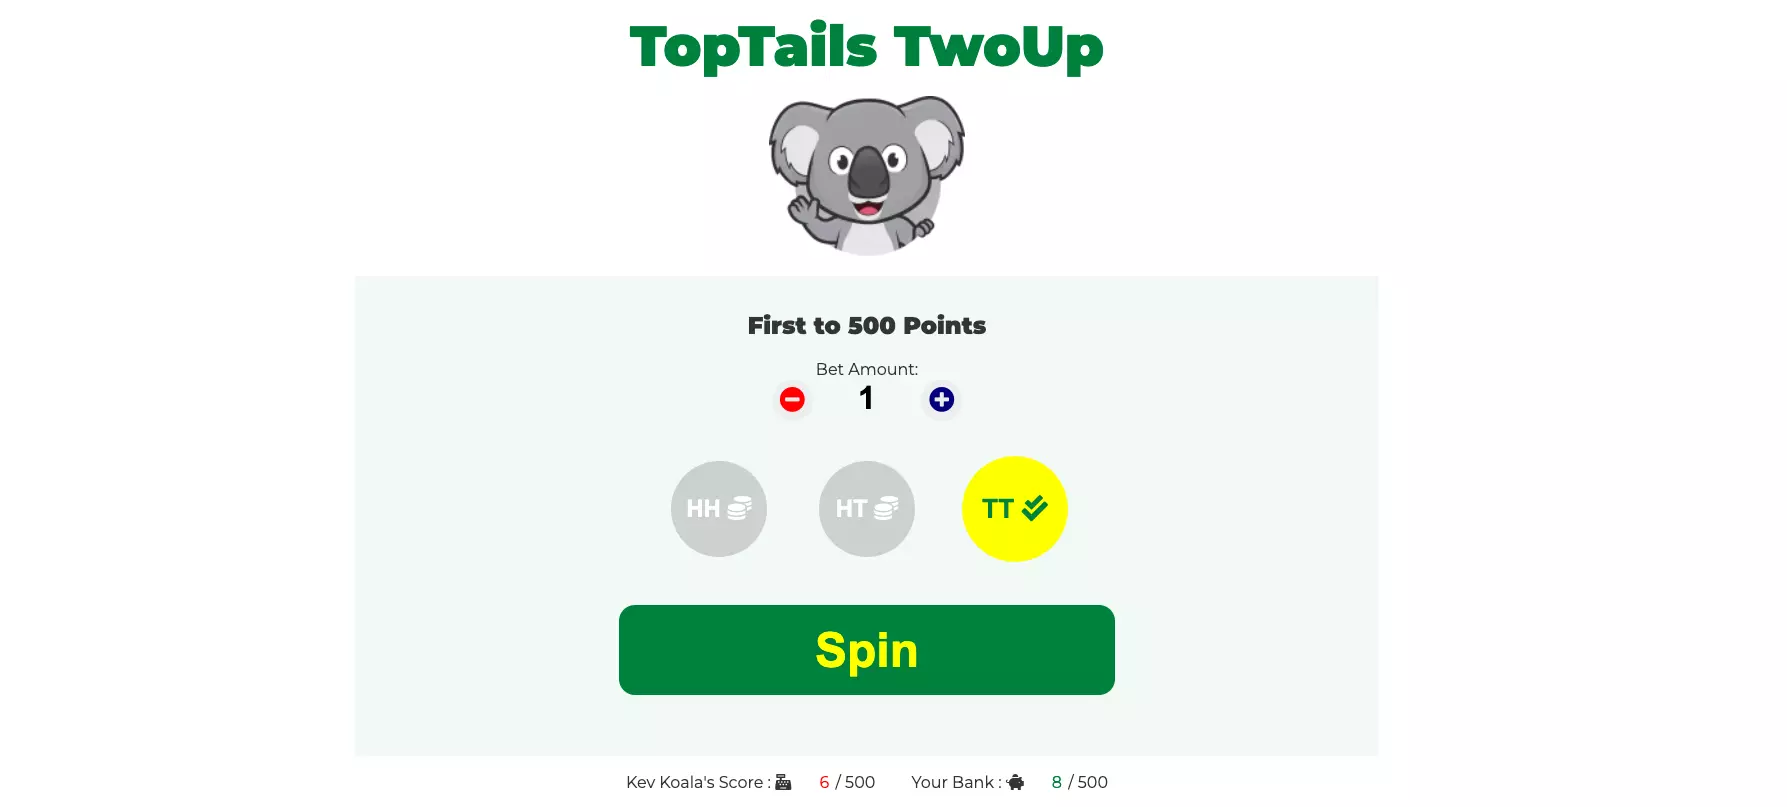 TopTails TwoUp
First to 500 Points
Bet Amount:
1
HH HT TT
Spin
Kev Koala's Score : 6 / 500 Your Bank : 8 / 500